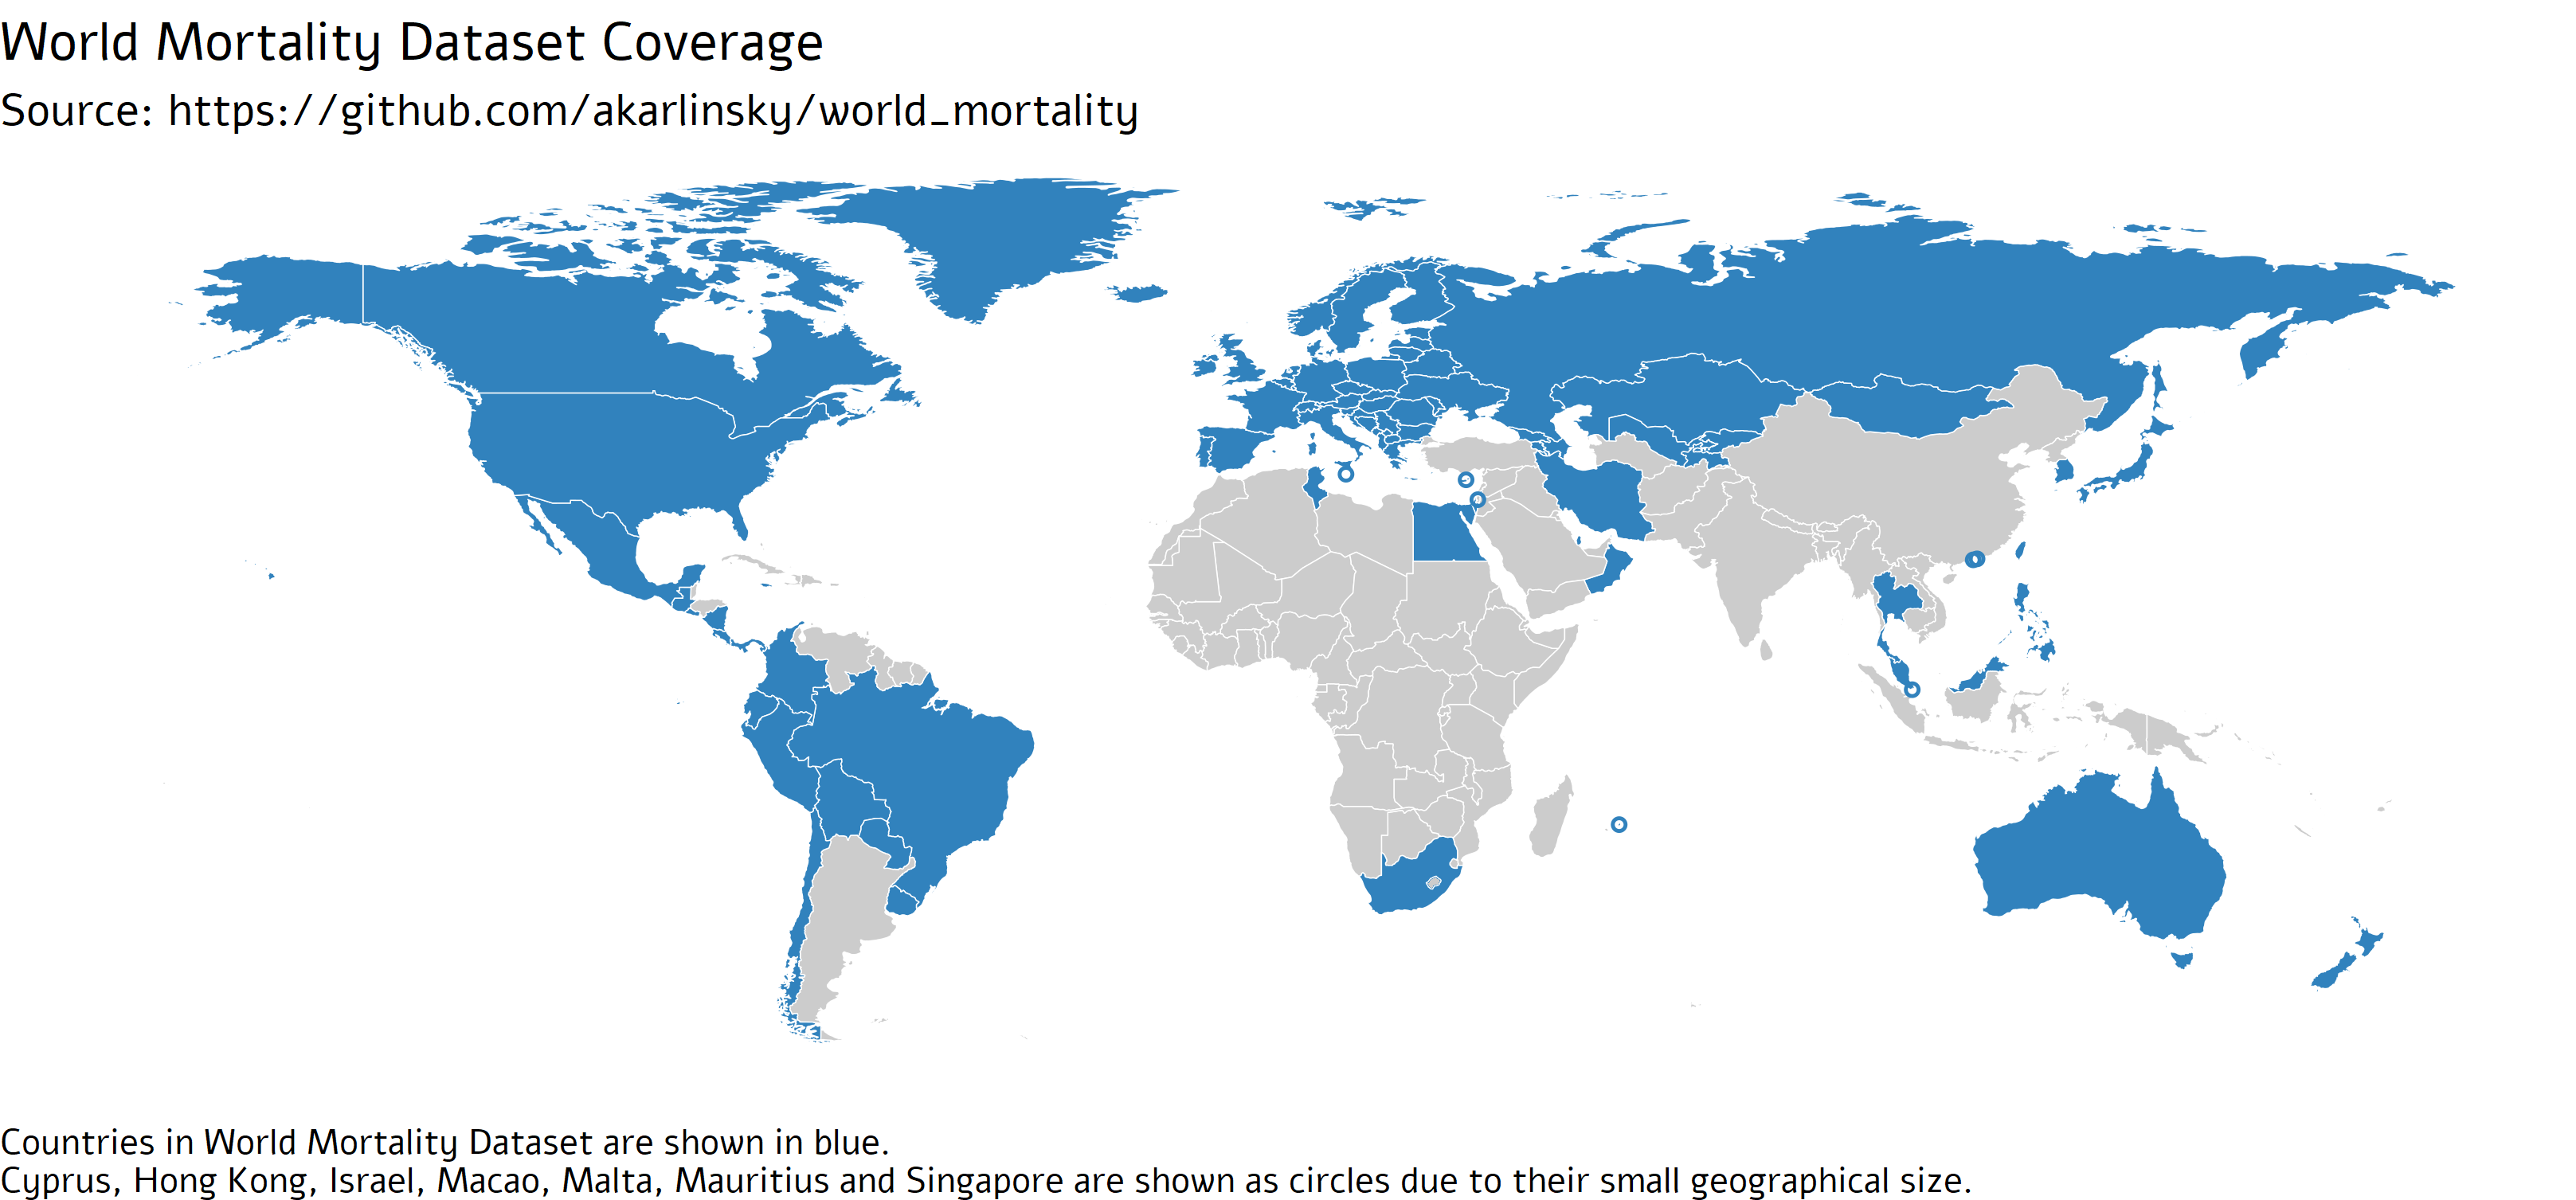 World Mortality Dataset Coverage
Source: https://github.com/akarlinsky/world_mortality
Countries in World Mortality Dataset are shown in blue.
Cyprus, Hong Kong, Israel, Macao, Malta, Mauritius and Singapore are shown as circles due to their small geographical size.